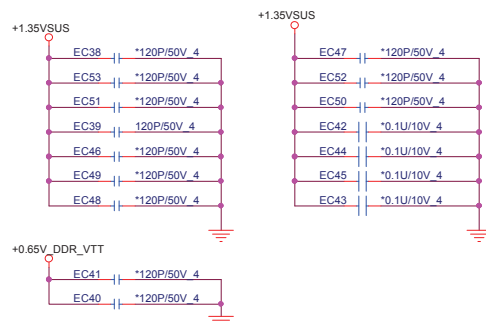 +1.35VSUS
EC38 *120P/50V_4
EC53 *120P/50V_4
EC51 *120P/50V_4
EC39 120P/50V_4
EC46 *120P/50V_4
EC49 *120P/50V_4
EC48 *120P/50V_4
+1.35VSUS
EC47 *120P/50V_4
EC52 *120P/50V_4
EC50 *120P/50V_4
EC42 *0.1U/10V_4
EC44 *0.1U/10V_4
EC45 *0.1U/10V_4
EC43 *0.1U/10V_4
+0.65V_DDR_VTT
EC41 *120P/50V_4
EC40 *120P/50V_4